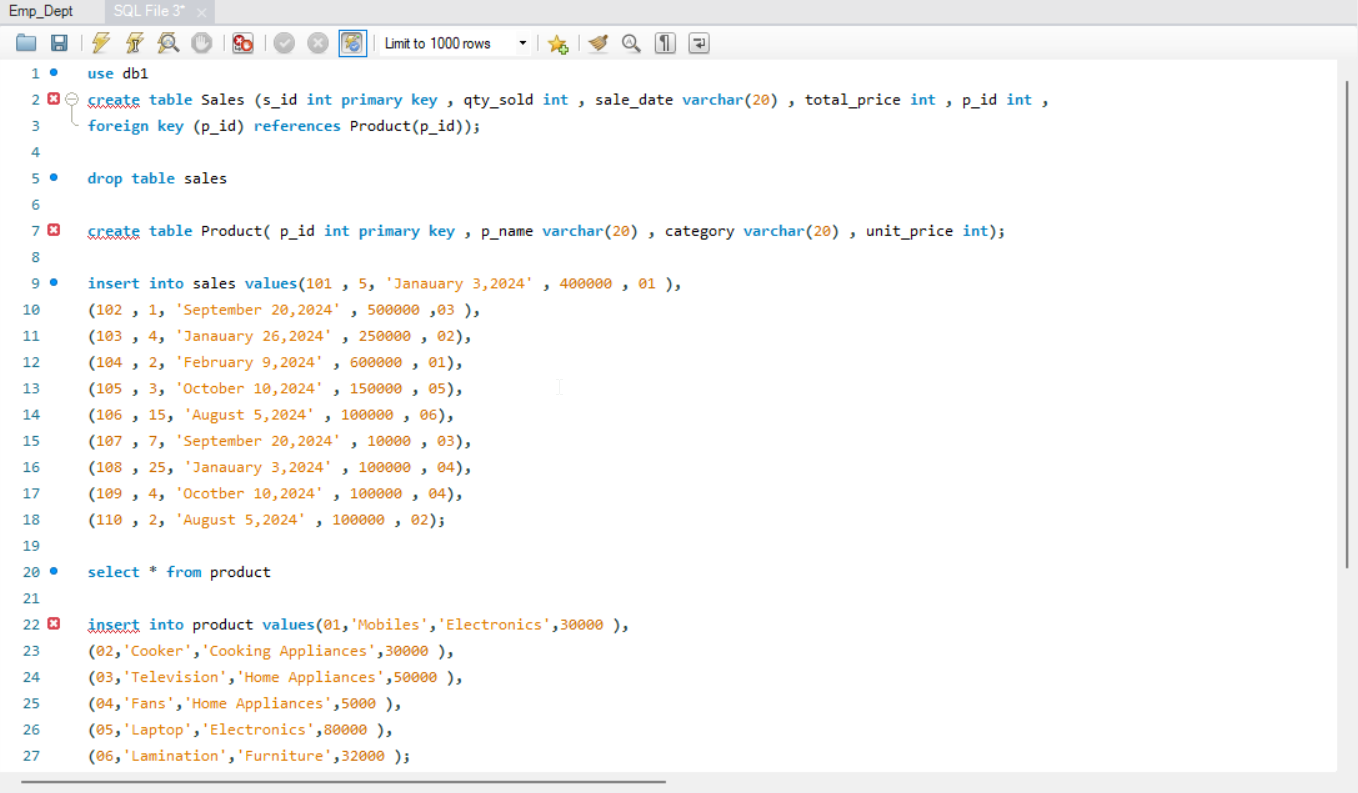 Emp_Dept SQL File 3* ×
Limit to 1000 rows
1 use db1
2 create table Sales (s_id int primary key , qty_sold int , sale_date varchar(20) , total_price int , p_id int ,
3 foreign key (p_id) references Product(p_id));
4
5 drop table sales
6
7 create table Product( p_id int primary key , p_name varchar(20) , category varchar(20) , unit_price int);
8
9 insert into sales values(101 , 5, 'Janauary 3,2024' , 400000 , 01 ),
10 (102 , 1, 'September 20,2024' , 500000 ,03 ),
11 (103 , 4, 'Janauary 26,2024' , 250000 , 02),
12 (104 , 2, 'February 9,2024' , 600000 , 01),
13 (105 , 3, 'October 10,2024' , 150000 , 05),
14 (106 , 15, 'August 5,2024' , 100000 , 06),
15 (107 , 7, 'September 20,2024' , 10000 , 03),
16 (108 , 25, 'Janauary 3,2024' , 100000 , 04),
17 (109 , 4, 'Ocotber 10,2024' , 100000 , 04),
18 (110 , 2, 'August 5,2024' , 100000 , 02);
19
20 select * from product
21
22 insert into product values(01,'Mobiles','Electronics',30000 ),
23 (02,'Cooker','Cooking Appliances',30000 ),
24 (03,'Television','Home Appliances',50000 ),
25 (04,'Fans','Home Appliances',5000 ),
26 (05,'Laptop','Electronics',80000 ),
27 (06,'Lamination','Furniture',32000 );